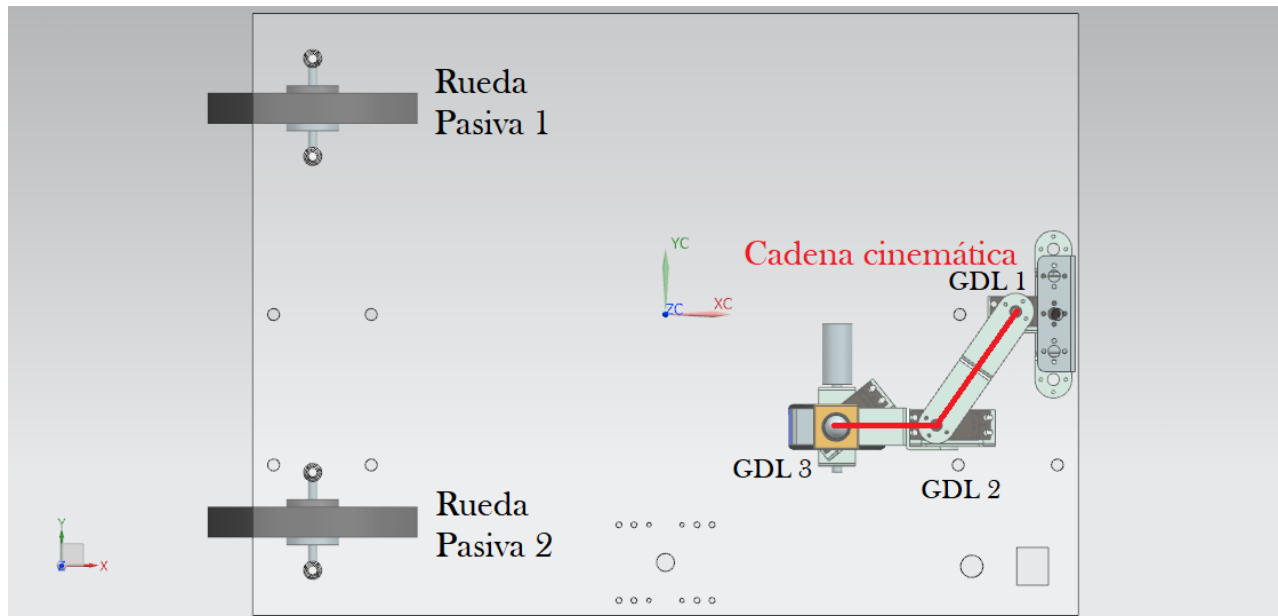 Rueda
Pasiva 1
YC
Cadena cinemática
GDL 1
XC
ZC
GDL 3
GDL 2
Rueda
Pasiva 2
Y
Z
X